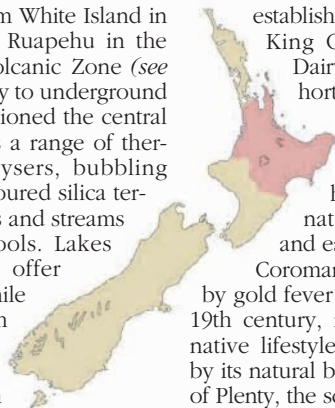 m White Island in
Ruapehu in the
olcanic Zone (see
y to underground
ioned the central
s a range of ther-
ysers, bubbling
oured silica ter-
s and streams
ools. Lakes
offer
hile
n
establish
King C
Dair
hort
h
nat
and ea
Coromar
by gold fever
19th century,
native lifestyle
by its natural b
of Plenty, the se